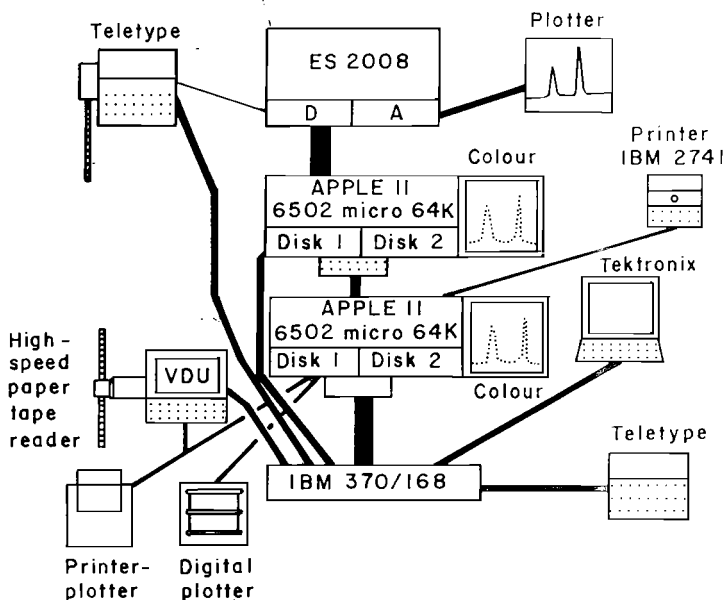 Teletype
Plotter
ES 2008
D
A
Printer
IBM 2741
Colour
APPLE II
6502 micro 64K
Disk 1
Disk 2
Tektronix
APPLE II
6502 micro 64K
Disk 1
Disk 2
Colour
High-
speed
paper
tape
reader
VDU
Teletype
IBM 370/168
Printer-
plotter
Digital
plotter